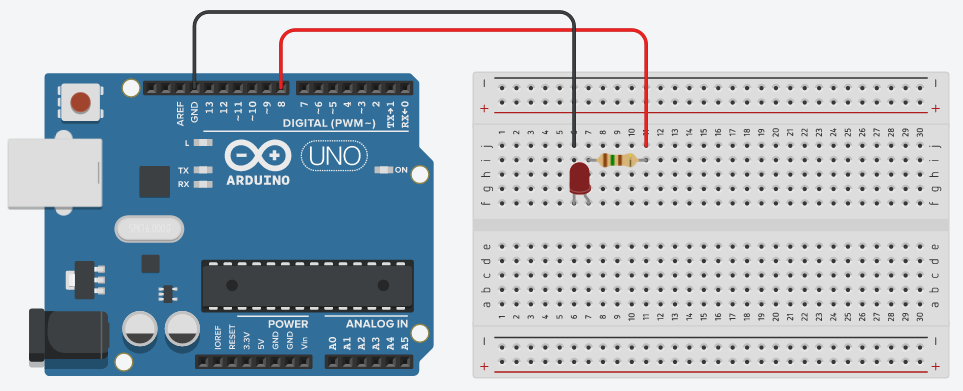 AREF
GND
13
12
~11
~10
~9
8
7
~6
~5
4
~3
2
TX→1
RX←0
DIGITAL (PWM~)
L
TX
RX
ARDUINO
UNO
ON
POWER
ANALOG IN
IOREF
RESET
3.3V
5V
GND
GND
Vin
A0
A1
A2
A3
A4
A5
− −
+ +
1 2 3 4 5 6 7 8 9 10 11 12 13 14 15 16 17 18 19 20 21 22 23 24 25 26 27 28 29 30
j j
i i
h h
g g
f f
e e
d d
c c
b b
a a
1 2 3 4 5 6 7 8 9 10 11 12 13 14 15 16 17 18 19 20 21 22 23 24 25 26 27 28 29 30
− −
+ +